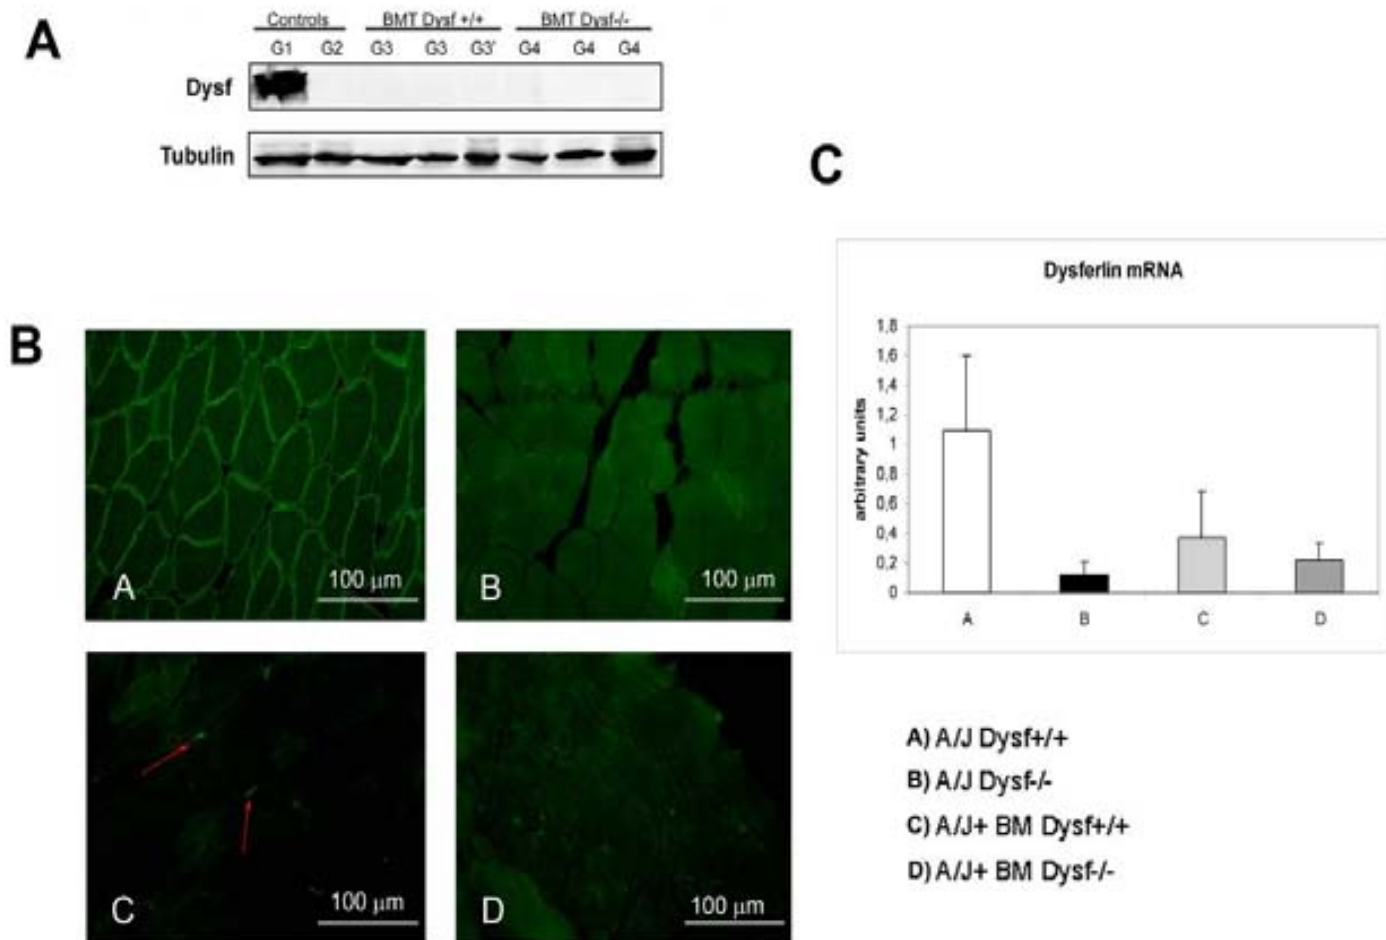 A
Controls BMT Dysf +/+ BMT Dysf-/-
G1 G2 G3 G3 G3' G4 G4 G4
Dysf
Tubulin
B
A 100 µm
B 100 µm
C 100 µm
D 100 µm
C
Dysferlin mRNA
arbitrary units
1,8
1,6
1,4
1,2
1
0,8
0,6
0,4
0,2
0
A B C D
A) A/J Dysf+/+
B) A/J Dysf-/-
C) A/J+ BM Dysf+/+
D) A/J+ BM Dysf-/-